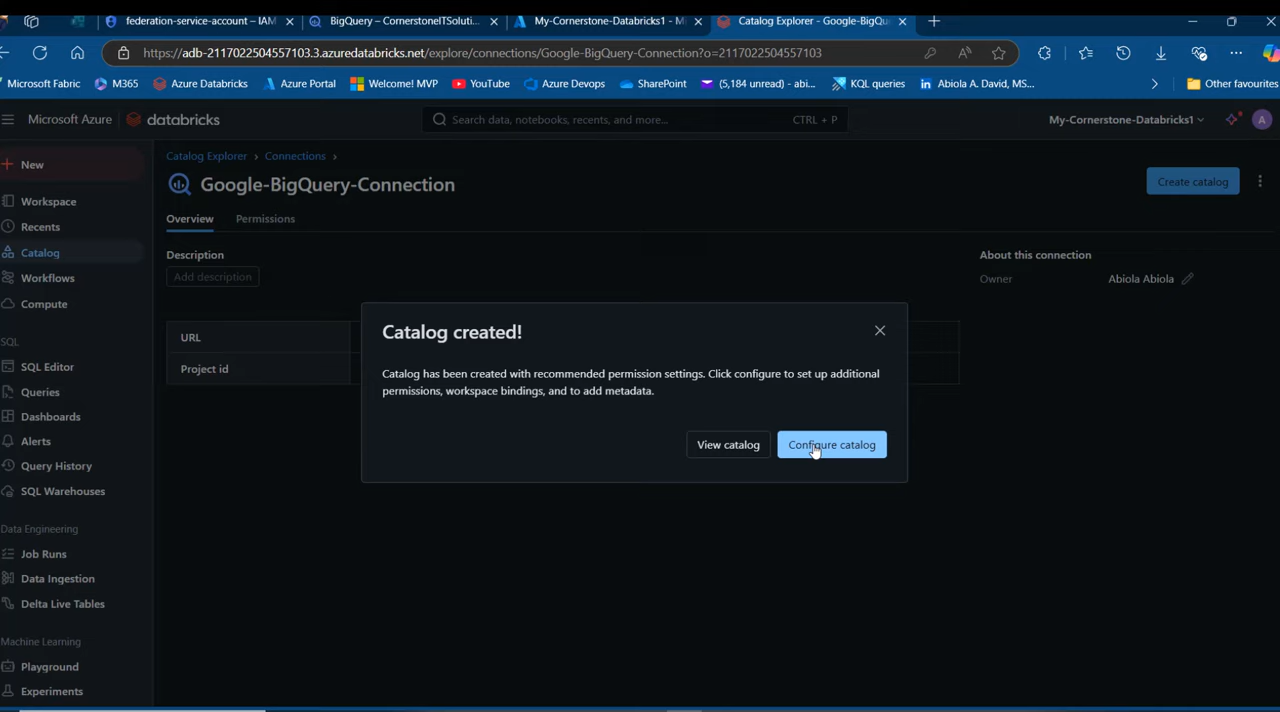 federation-service-account – IAM
BigQuery – CornerstoneITSoluti...
My-Cornerstone-Databricks1 - M
Catalog Explorer - Google-BigQu
https://adb-2117022504557103.3.azuredatabricks.net/explore/connections/Google-BigQuery-Connection?o=2117022504557103
Microsoft Fabric M365 Azure Databricks Azure Portal Welcome! MVP YouTube Azure Devops SharePoint (5,184 unread) - abi... KQL queries Abiola A. David, MS... Other favourites
Microsoft Azure databricks Search data, notebooks, recents, and more... CTRL + P My-Cornerstone-Databricks1 A
New
Workspace
Recents
Catalog
Workflows
Compute
SQL
SQL Editor
Queries
Dashboards
Alerts
Query History
SQL Warehouses
Data Engineering
Job Runs
Data Ingestion
Delta Live Tables
Machine Learning
Playground
Experiments
Catalog Explorer > Connections >
Google-BigQuery-Connection
Create catalog
Overview Permissions
Description
Add description
About this connection
Owner Abiola Abiola
URL
Project id
Catalog created!
Catalog has been created with recommended permission settings. Click configure to set up additional
permissions, workspace bindings, and to add metadata.
View catalog Configure catalog